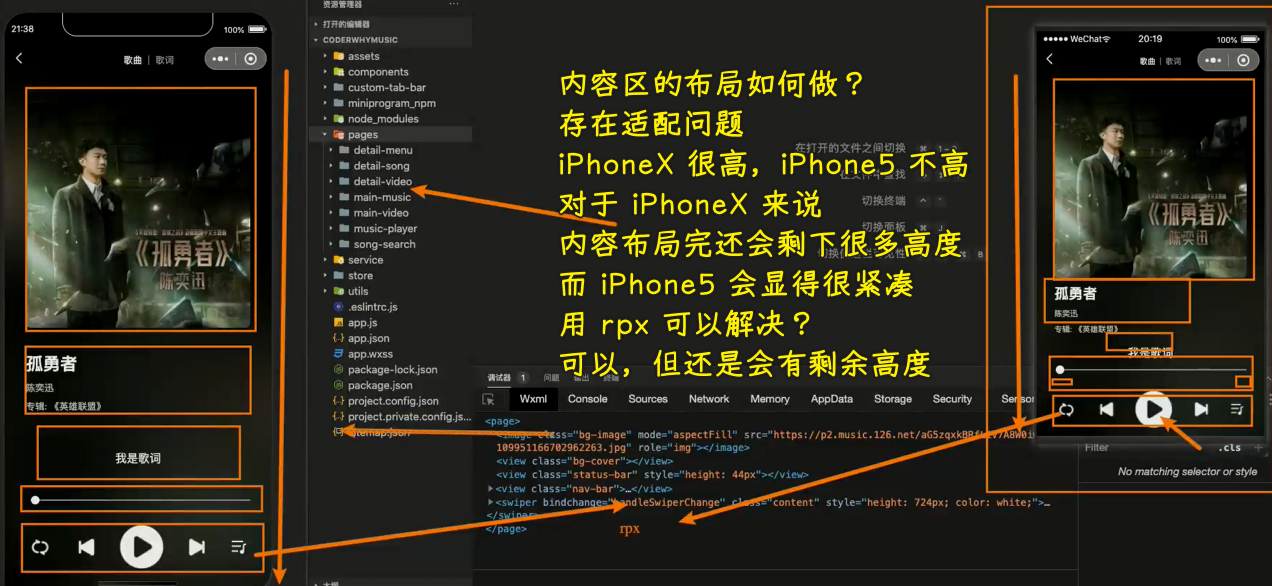 21:38
100%
歌曲 | 歌词
《孤勇者》
陈奕迅
孤勇者
陈奕迅
专辑: 《英雄联盟》
我是歌词
资源管理器
打开的编辑器
CODERWHYMUSIC
assets
components
custom-tab-bar
miniprogram_npm
node_modules
pages
detail-menu
detail-song
detail-video
main-music
main-video
music-player
song-search
service
store
utils
.eslintrc.js
app.js
app.json
app.wxss
package-lock.json
package.json
project.config.json
project.private.config.js...
sitemap.json
大纲
内容区的布局如何做？
存在适配问题
iPhoneX 很高，iPhone5 不高
对于 iPhoneX 来说
内容布局完还会剩下很多高度
而 iPhone5 会显得很紧凑
用 rpx 可以解决？
可以，但还是会有剩余高度
在打开的文件之间切换
切换终端
切换面板
调试器 1 问题 输出 终端
Wxml Console Sources Network Memory AppData Storage Security Sensor
<page>
<image class="bg-image" mode="aspectFill" src="https://p2.music.126.net/
109951166702962263.jpg" role="img"></image>
<view class="bg-cover"></view>
<view class="status-bar" style="height: 44px"></view>
<view class="nav-bar">…</view>
<swiper bindchange="handleSwiperChange" class="content" style="height: 724px; color: white;">…
</swiper>
</page>
rpx
WeChat
20:19
100%
歌曲 | 歌词
《孤勇者》
陈奕迅
孤勇者
陈奕迅
专辑: 《英雄联盟》
我是歌词
Filter
.cls
No matching selector or style